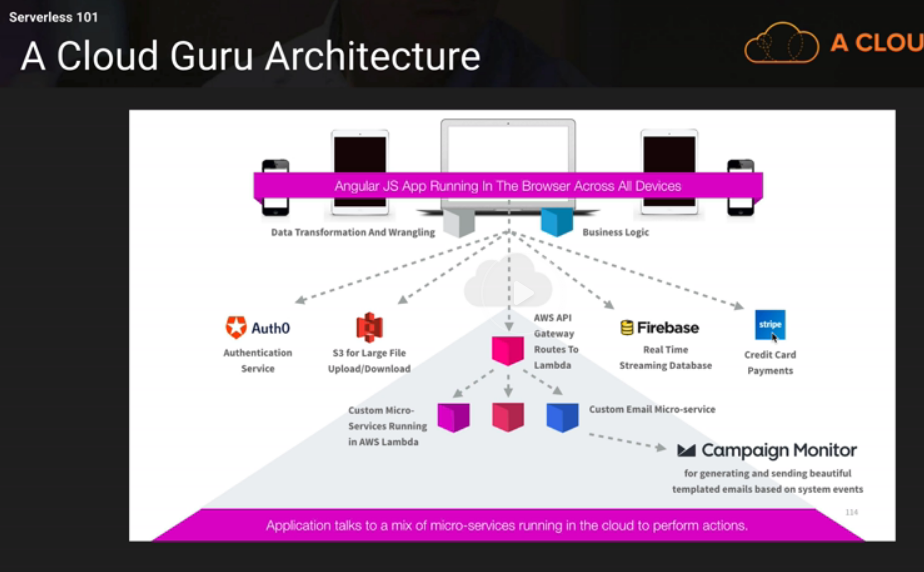 Serverless 101
A Cloud Guru Architecture
A CLOU
Angular JS App Running In The Browser Across All Devices
Data Transformation And Wrangling
Business Logic
Auth0
Authentication
Service
S3 for Large File
Upload/Download
AWS API
Gateway
Routes To
Lambda
Firebase
Real Time
Streaming Database
stripe
Credit Card
Payments
Custom Micro-
Services Running
in AWS Lambda
Custom Email Micro-service
Campaign Monitor
for generating and sending beautiful
templated emails based on system events
114
Application talks to a mix of micro-services running in the cloud to perform actions.